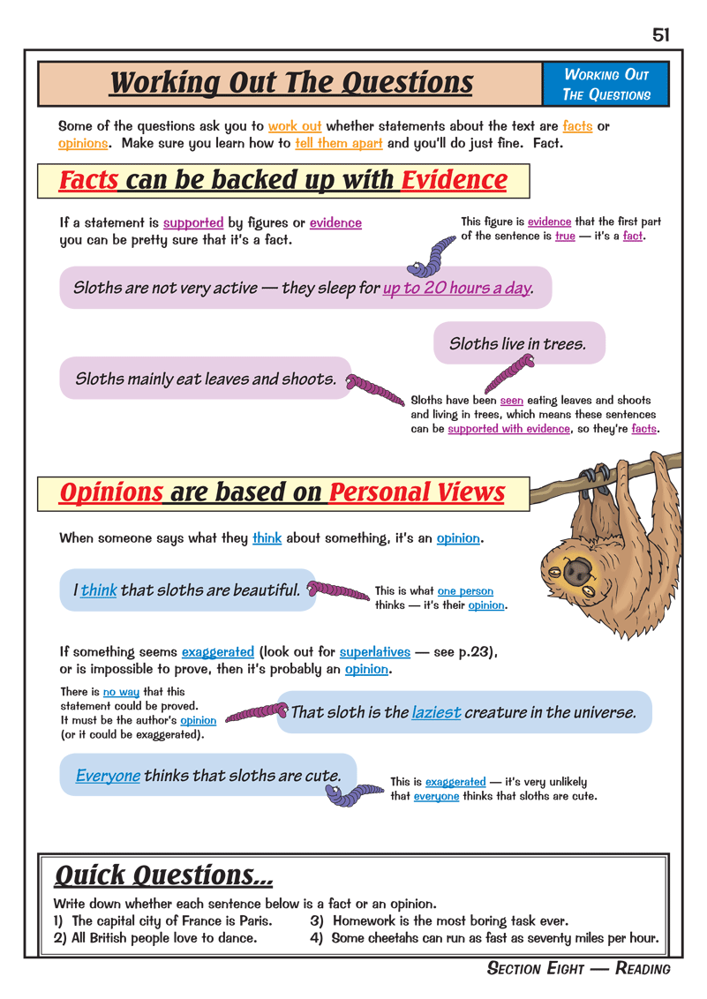 51
Working Out The Questions
Working Out
The Questions
Some of the questions ask you to work out whether statements about the text are facts or
opinions.  Make sure you learn how to tell them apart and you'll do just fine.  Fact.
Facts can be backed up with Evidence
If a statement is supported by figures or evidence
you can be pretty sure that it's a fact.
This figure is evidence that the first part
of the sentence is true — it's a fact.
Sloths are not very active — they sleep for up to 20 hours a day.
Sloths live in trees.
Sloths mainly eat leaves and shoots.
Sloths have been seen eating leaves and shoots
and living in trees, which means these sentences
can be supported with evidence, so they're facts.
Opinions are based on Personal Views
When someone says what they think about something, it's an opinion.
I think that sloths are beautiful.
This is what one person
thinks — it's their opinion.
If something seems exaggerated (look out for superlatives — see p.23),
or is impossible to prove, then it's probably an opinion.
There is no way that this
statement could be proved.
It must be the author's opinion
(or it could be exaggerated).
That sloth is the laziest creature in the universe.
Everyone thinks that sloths are cute.
This is exaggerated — it's very unlikely
that everyone thinks that sloths are cute.
Quick Questions...
Write down whether each sentence below is a fact or an opinion.
1)  The capital city of France is Paris.
2) All British people love to dance.
3)  Homework is the most boring task ever.
4)  Some cheetahs can run as fast as seventy miles per hour.
Section Eight — Reading